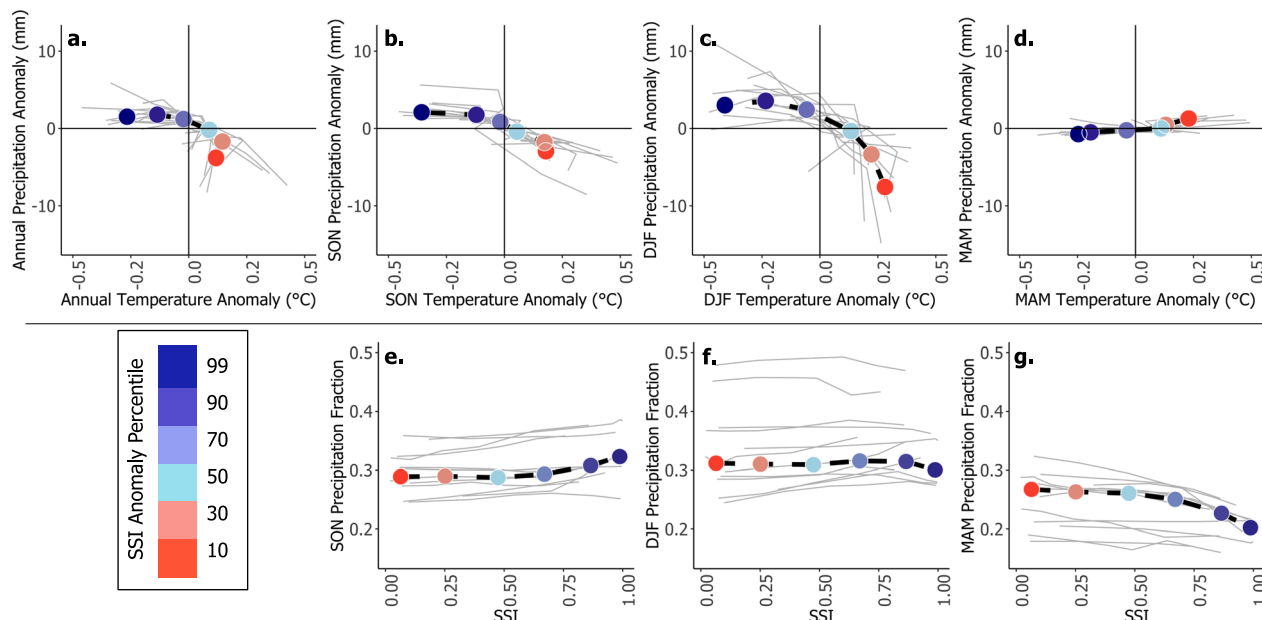 a.
Annual Precipitation Anomaly (mm)
10
0
-10
-0.5
-0.2
0.0
0.2
0.5
Annual Temperature Anomaly (°C)
b.
SON Precipitation Anomaly (mm)
10
0
-10
-0.5
-0.2
0.0
0.2
0.5
SON Temperature Anomaly (°C)
c.
DJF Precipitation Anomaly (mm)
10
0
-10
-0.5
-0.2
0.0
0.2
0.5
DJF Temperature Anomaly (°C)
d.
MAM Precipitation Anomaly (mm)
10
0
-10
-0.5
-0.2
0.0
0.2
0.5
MAM Temperature Anomaly (°C)
SSI Anomaly Percentile
99
90
70
50
30
10
e.
SON Precipitation Fraction
0.5
0.4
0.3
0.2
0.00
0.25
0.50
0.75
1.00
SSI
f.
DJF Precipitation Fraction
0.5
0.4
0.3
0.2
0.00
0.25
0.50
0.75
1.00
SSI
g.
MAM Precipitation Fraction
0.5
0.4
0.3
0.2
0.00
0.25
0.50
0.75
1.00
SSI